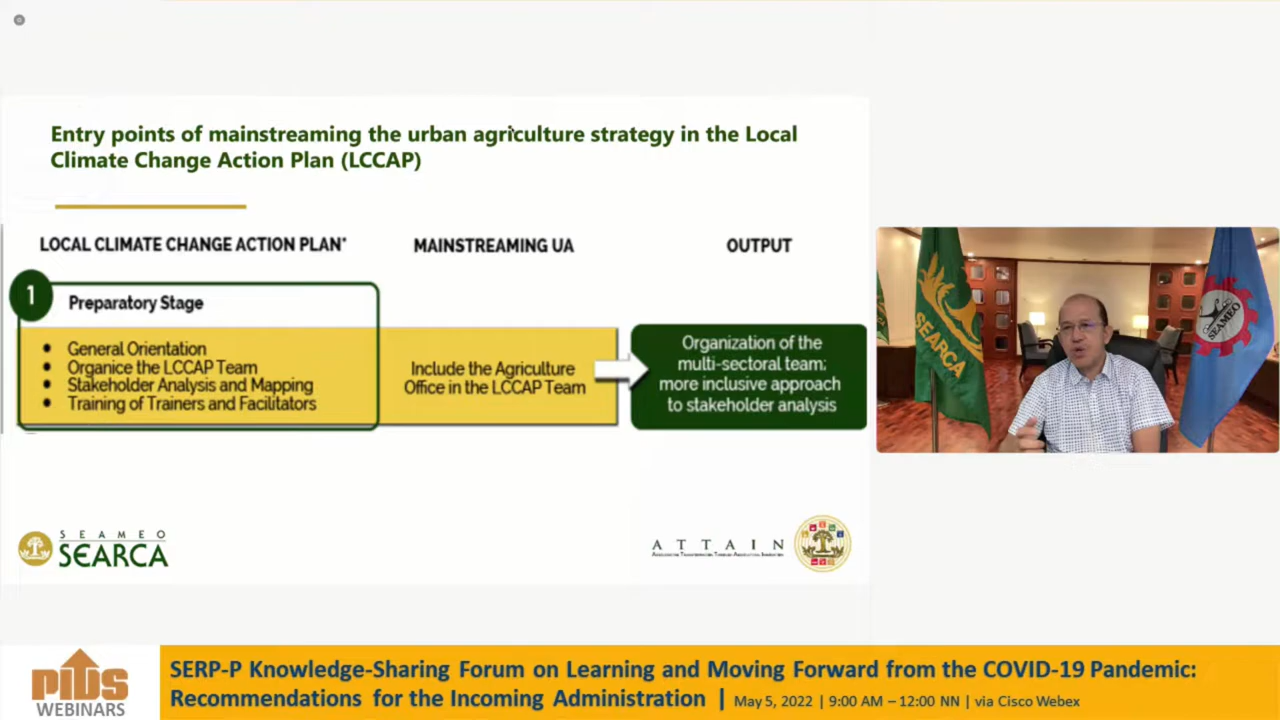 Entry points of mainstreaming the urban agriculture strategy in the Local
Climate Change Action Plan (LCCAP)
LOCAL CLIMATE CHANGE ACTION PLAN*
MAINSTREAMING UA
OUTPUT
1
Preparatory Stage
• General Orientation
• Organice the LCCAP Team
• Stakeholder Analysis and Mapping
• Training of Trainers and Facilitators
Include the Agriculture
Office in the LCCAP Team
Organization of the
multi-sectoral team;
more inclusive approach
to stakeholder analysis
SEARCA
SEAMEO
SEAMEO
SEARCA
ATTAIN
PIDS
WEBINARS
SERP-P Knowledge-Sharing Forum on Learning and Moving Forward from the COVID-19 Pandemic:
Recommendations for the Incoming Administration | May 5, 2022 | 9:00 AM – 12:00 NN | via Cisco Webex